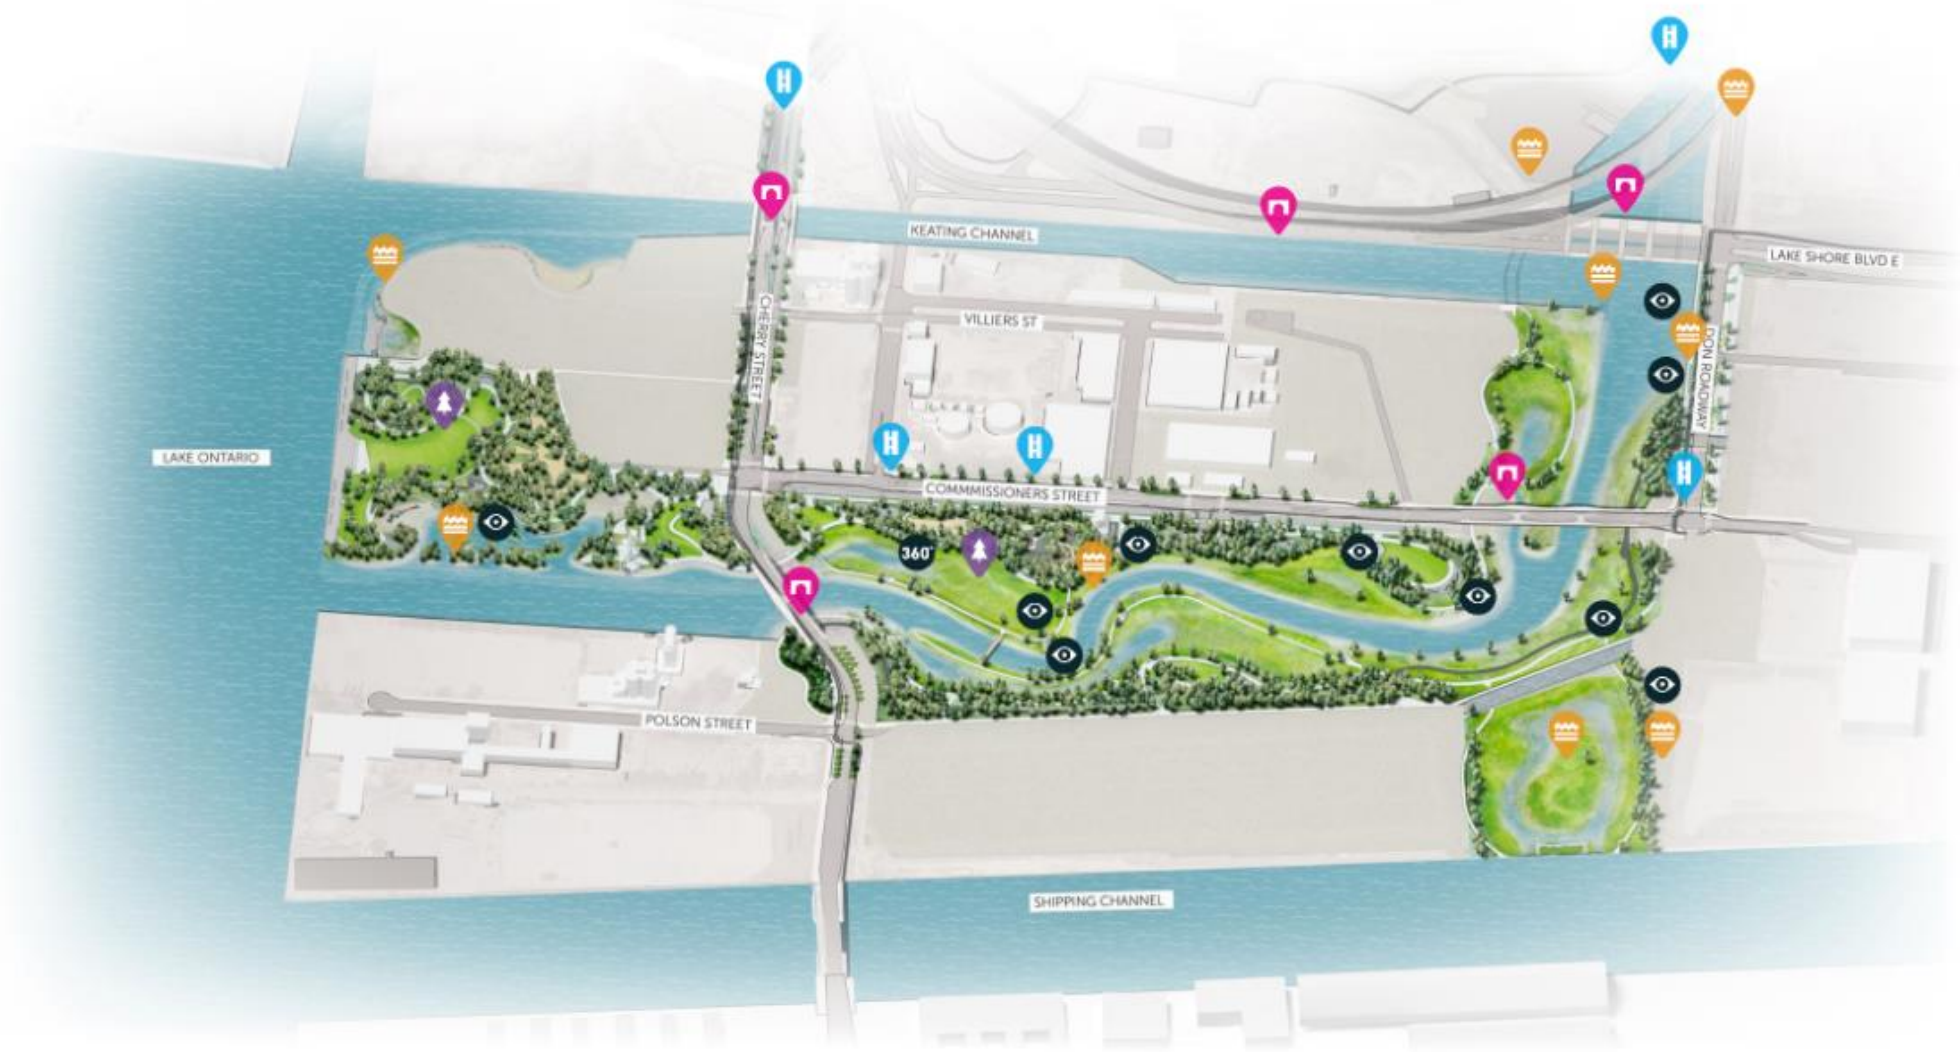 KEATING CHANNEL
LAKE SHORE BLVD E
CHERRY STREET
VILLIERS ST
DON ROADWAY
LAKE ONTARIO
COMMMISSIONERS STREET
360°
POLSON STREET
SHIPPING CHANNEL